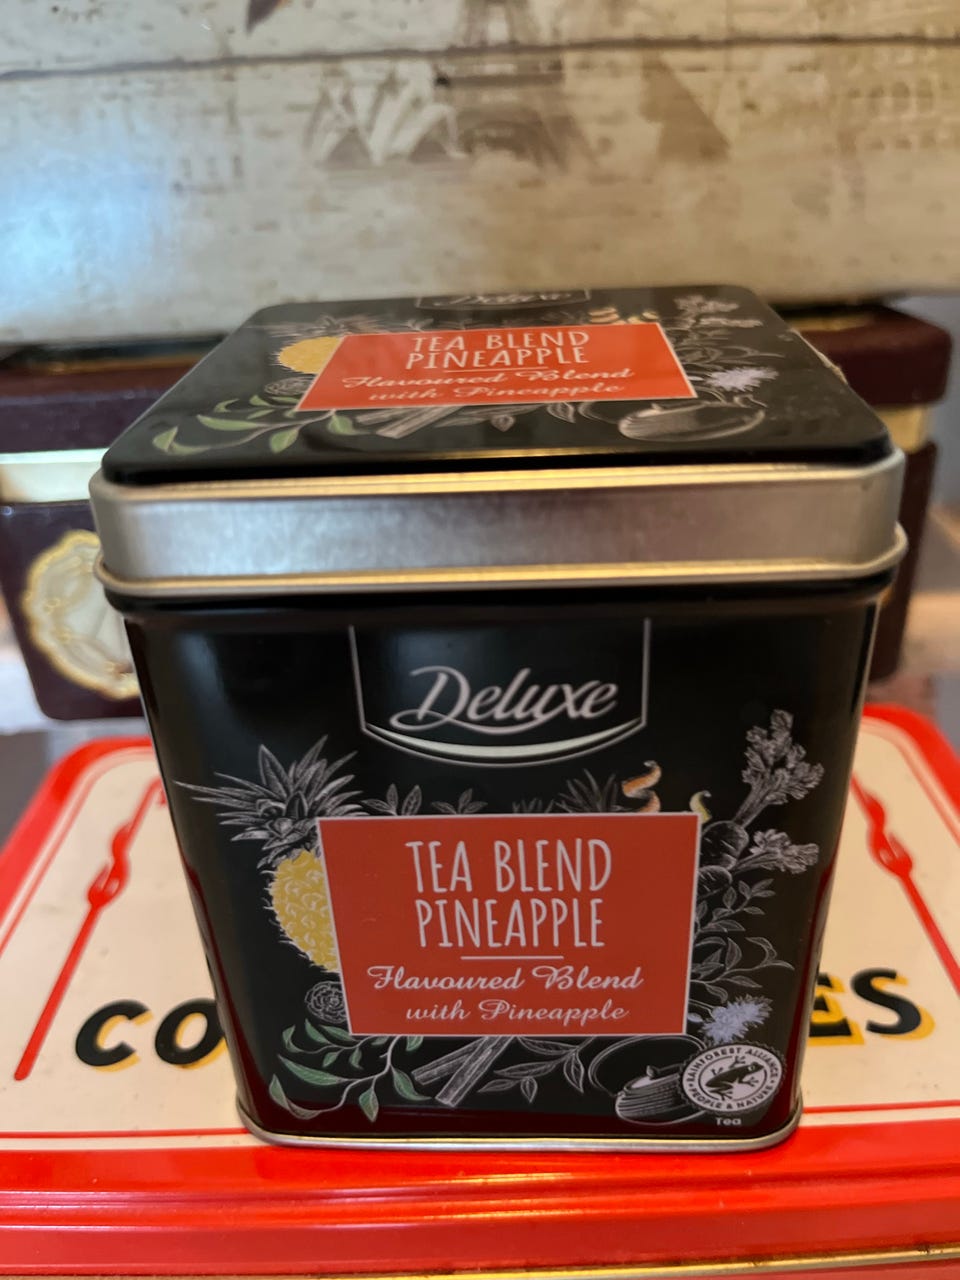 Deluxe
TEA BLEND
PINEAPPLE
Flavoured Blend
with Pineapple
Deluxe
TEA BLEND
PINEAPPLE
Flavoured Blend
with Pineapple
RAINFOREST ALLIANCE
PEOPLE & NATURE
Tea
CO
ES